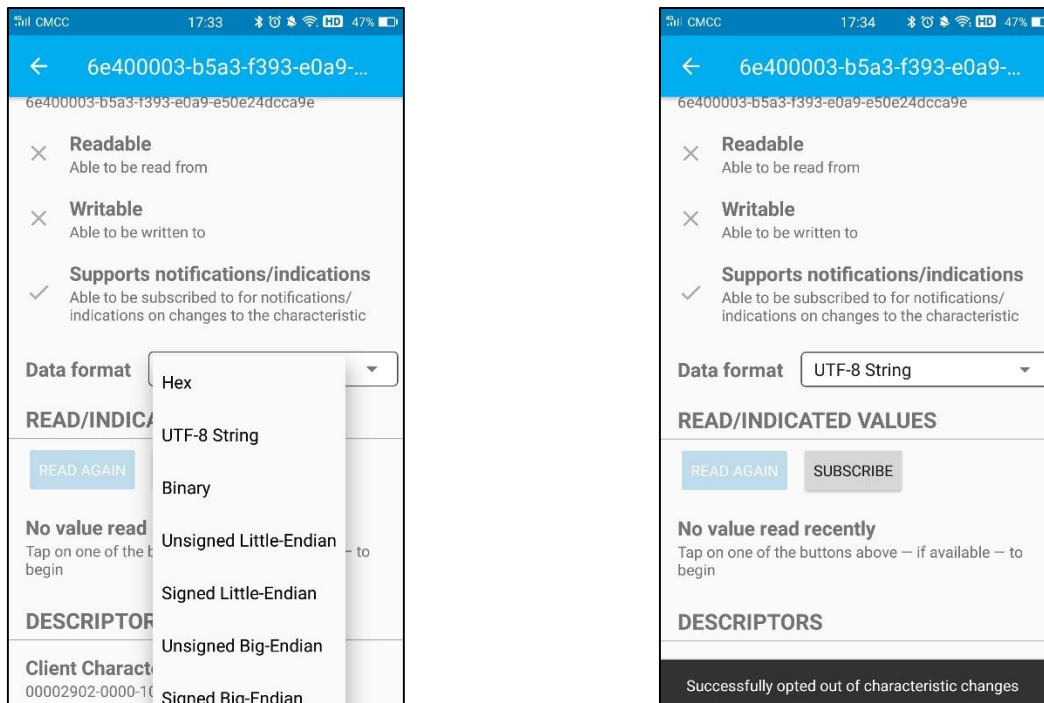 CMCC 17:33 HD 47%
6e400003-b5a3-f393-e0a9-...
6e400003-b5a3-f393-e0a9-e50e24dcca9e
Readable
Able to be read from
Writable
Able to be written to
Supports notifications/indications
Able to be subscribed to for notifications/
indications on changes to the characteristic
Data format
Hex
READ/INDICA
UTF-8 String
READ AGAIN
Binary
No value read
Unsigned Little-Endian
Tap on one of the b – to
begin
Signed Little-Endian
DESCRIPTOR
Unsigned Big-Endian
Client Characte
00002902-0000-10
Signed Big-Endian
CMCC 17:34 HD 47%
6e400003-b5a3-f393-e0a9-...
6e400003-b5a3-f393-e0a9-e50e24dcca9e
Readable
Able to be read from
Writable
Able to be written to
Supports notifications/indications
Able to be subscribed to for notifications/
indications on changes to the characteristic
Data format UTF-8 String
READ/INDICATED VALUES
READ AGAIN SUBSCRIBE
No value read recently
Tap on one of the buttons above – if available – to
begin
DESCRIPTORS
Successfully opted out of characteristic changes